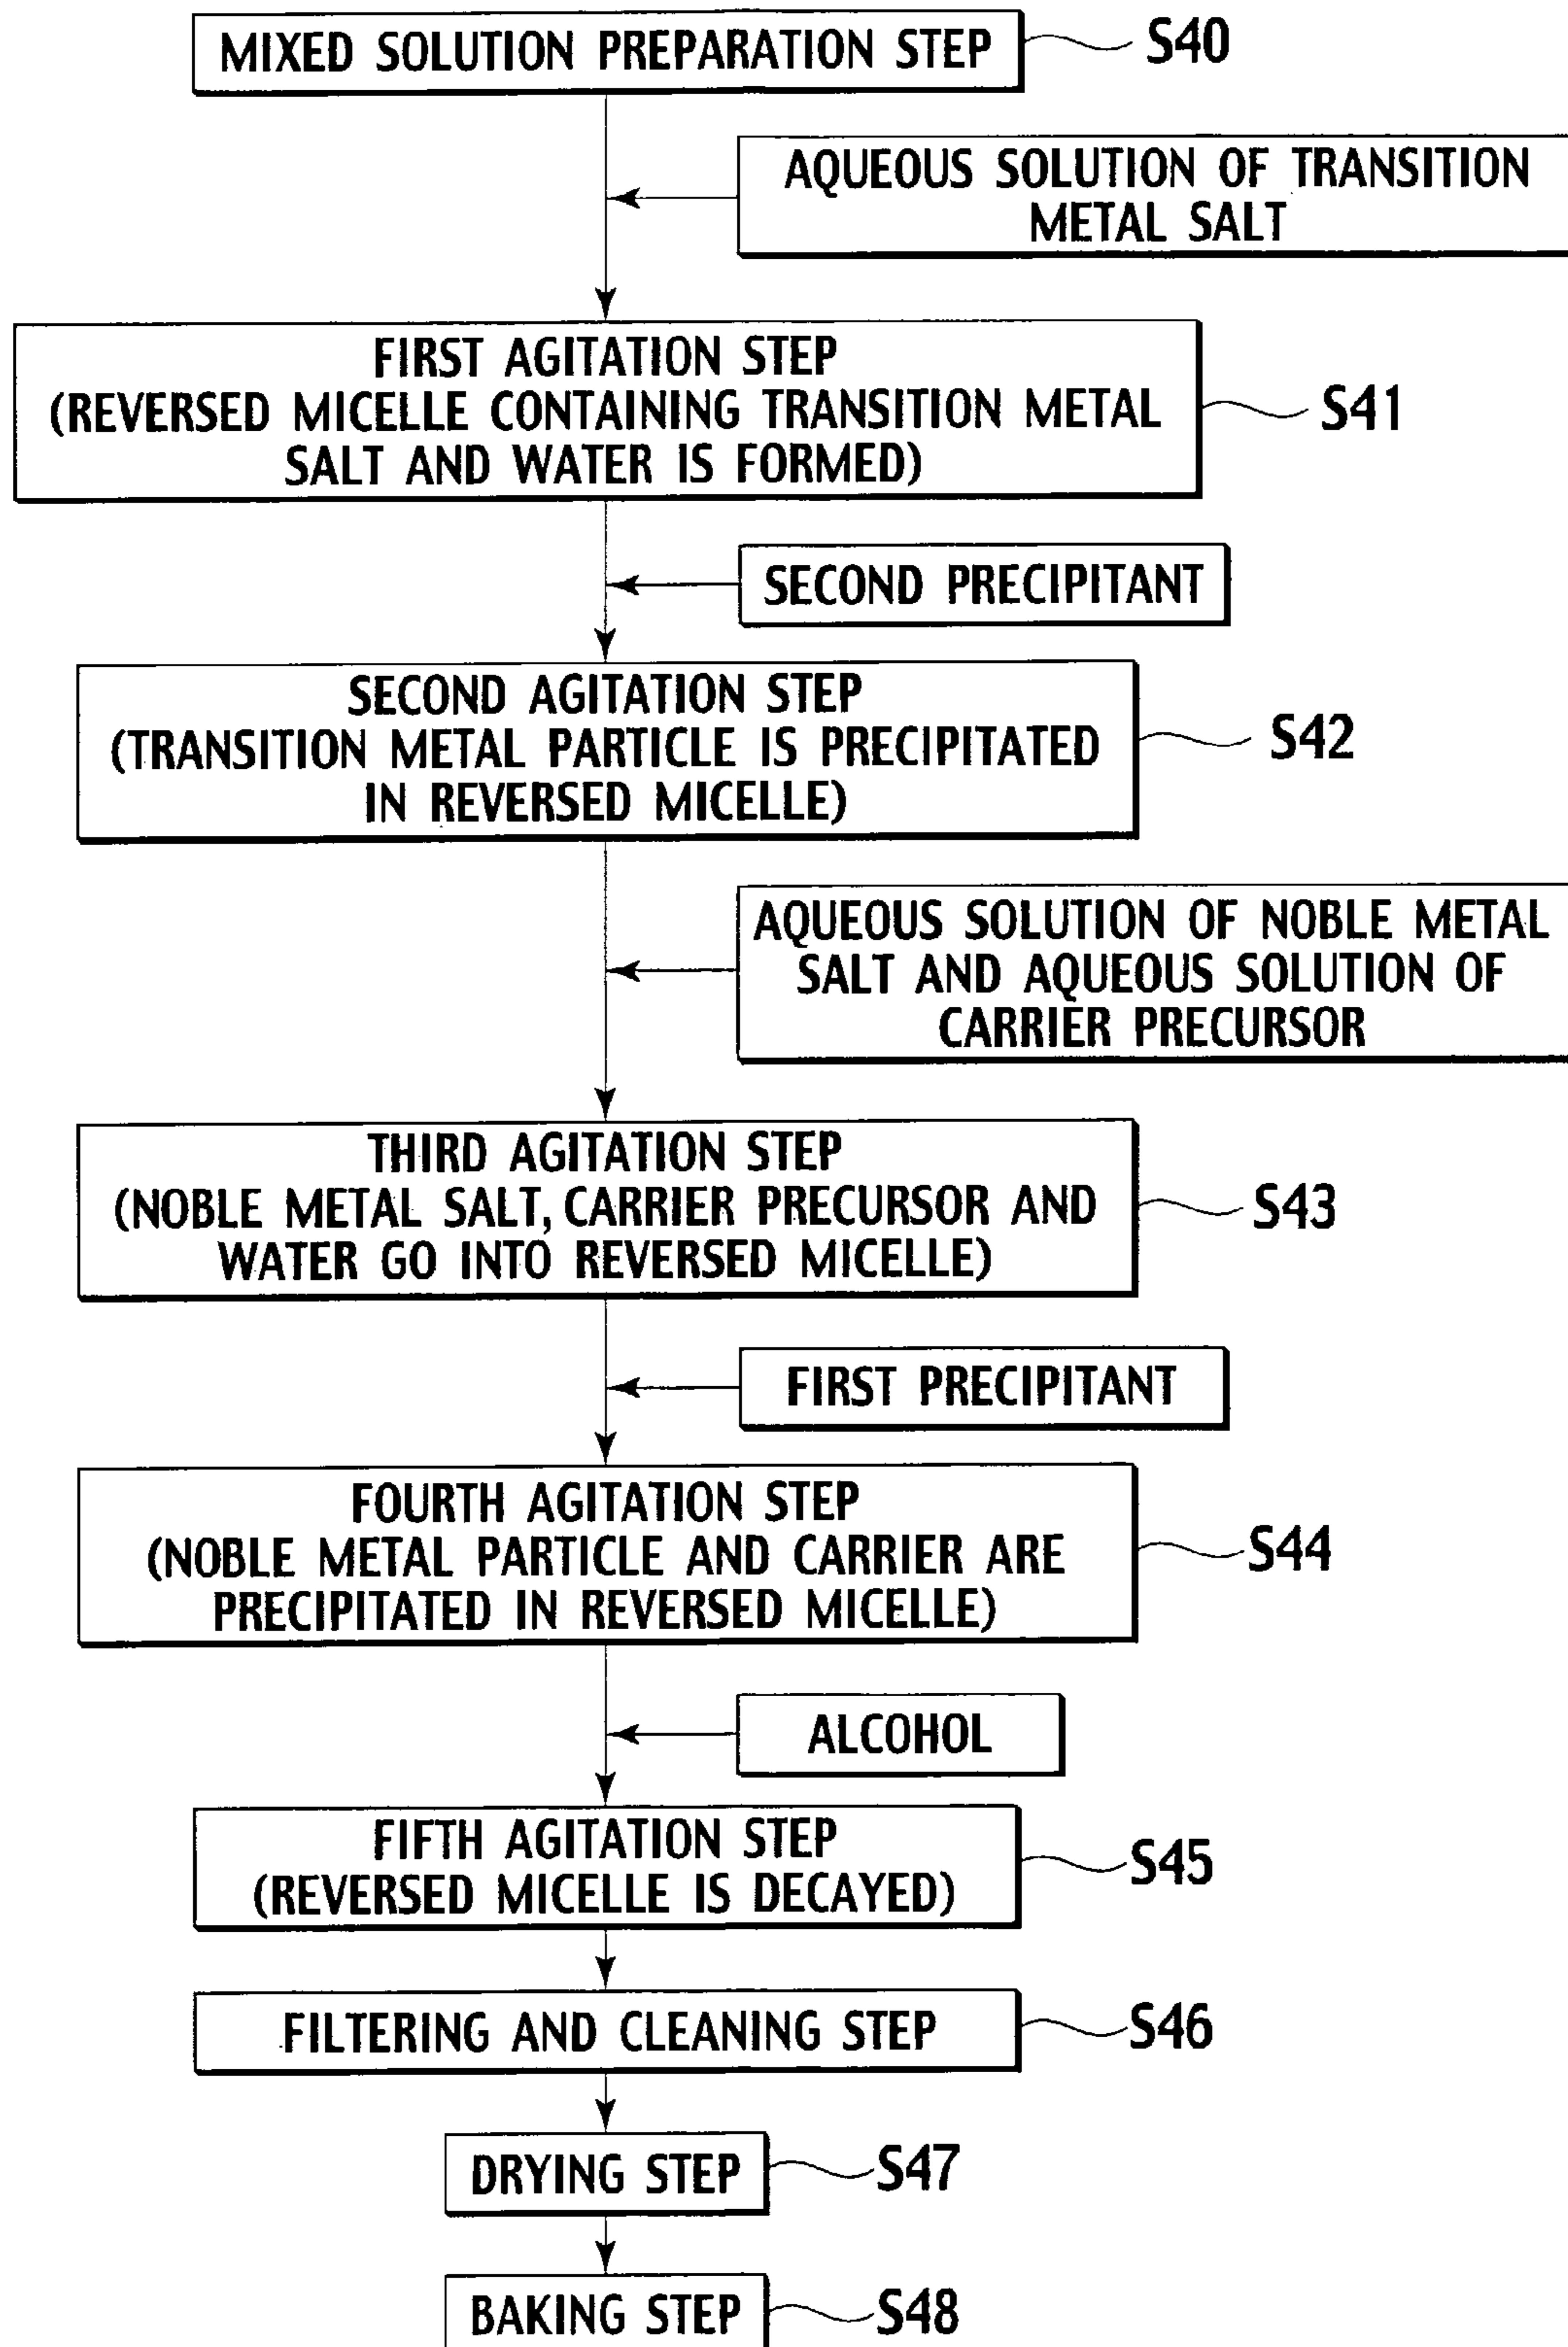 MIXED SOLUTION PREPARATION STEP
S40
AQUEOUS SOLUTION OF TRANSITION
METAL SALT
FIRST AGITATION STEP
(REVERSED MICELLE CONTAINING TRANSITION METAL
SALT AND WATER IS FORMED)
S41
SECOND PRECIPITANT
SECOND AGITATION STEP
(TRANSITION METAL PARTICLE IS PRECIPITATED
IN REVERSED MICELLE)
S42
AQUEOUS SOLUTION OF NOBLE METAL
SALT AND AQUEOUS SOLUTION OF
CARRIER PRECURSOR
THIRD AGITATION STEP
(NOBLE METAL SALT, CARRIER PRECURSOR AND
WATER GO INTO REVERSED MICELLE)
S43
FIRST PRECIPITANT
FOURTH AGITATION STEP
(NOBLE METAL PARTICLE AND CARRIER ARE
PRECIPITATED IN REVERSED MICELLE)
S44
ALCOHOL
FIFTH AGITATION STEP
(REVERSED MICELLE IS DECAYED)
S45
FILTERING AND CLEANING STEP
S46
DRYING STEP
S47
BAKING STEP
S48